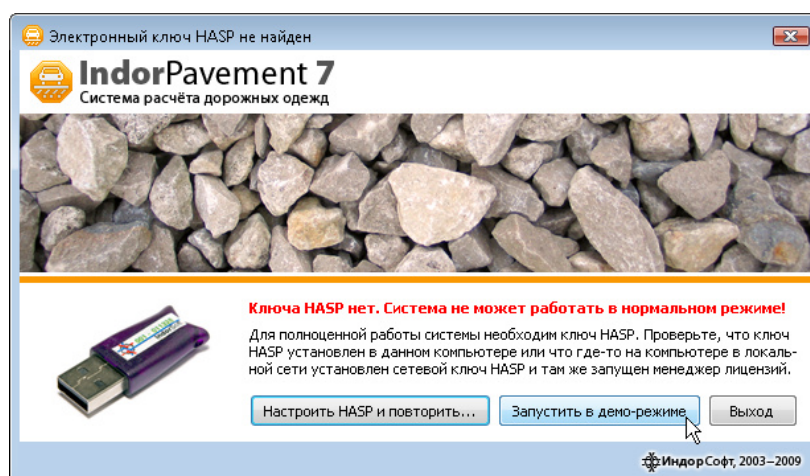 Электронный ключ HASP не найден
IndorPavement 7
Система расчёта дорожных одежд
Ключа HASP нет. Система не может работать в нормальном режиме!
Для полноценной работы системы необходим ключ HASP. Проверьте, что ключ
HASP установлен в данном компьютере или что где-то на компьютере в локаль-
ной сети установлен сетевой ключ HASP и там же запущен менеджер лицензий.
Настроить HASP и повторить...
Запустить в демо-режиме
Выход
ИндорСофт, 2003–2009